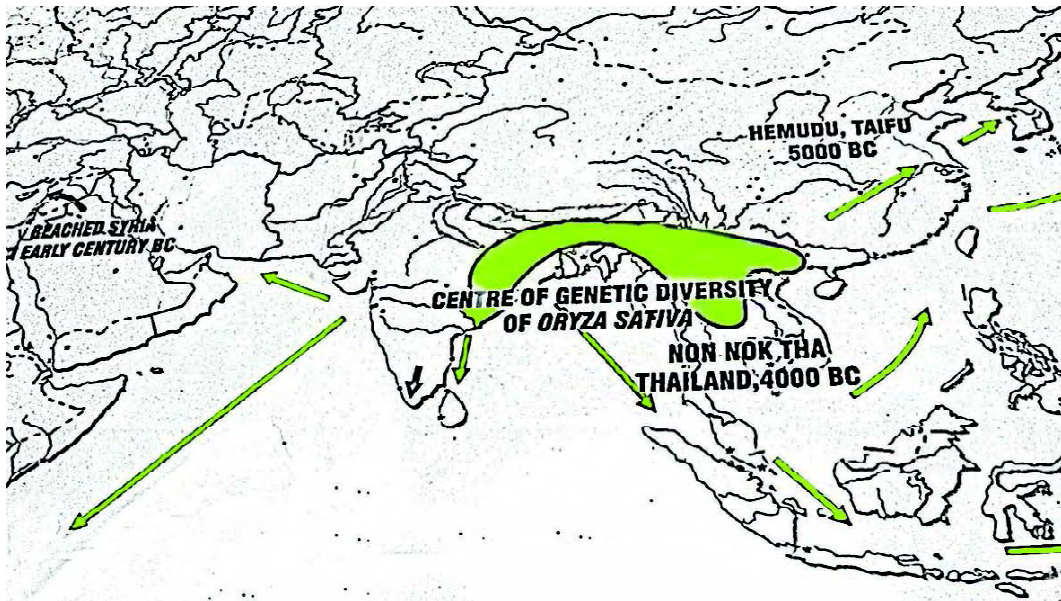 HEMUDU, TAIFU
5000 BC
REACHED SYRIA
EARLY CENTURY BC
CENTRE OF GENETIC DIVERSITY
OF ORYZA SATIVA
NON NOK THA
THAILAND, 4000 BC